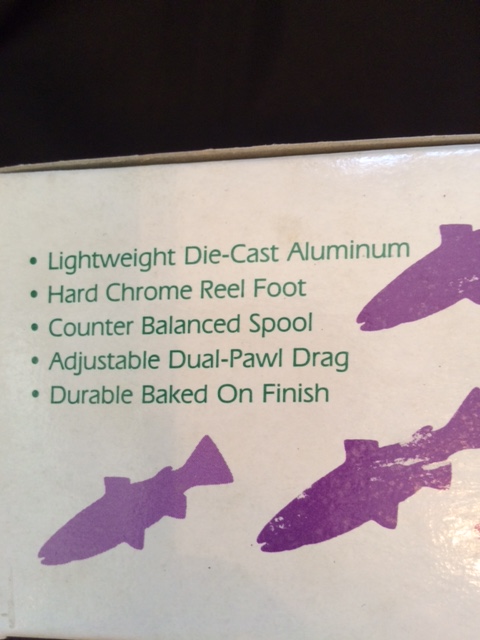 • Lightweight Die-Cast Aluminum
• Hard Chrome Reel Foot
• Counter Balanced Spool
• Adjustable Dual-Pawl Drag
• Durable Baked On Finish